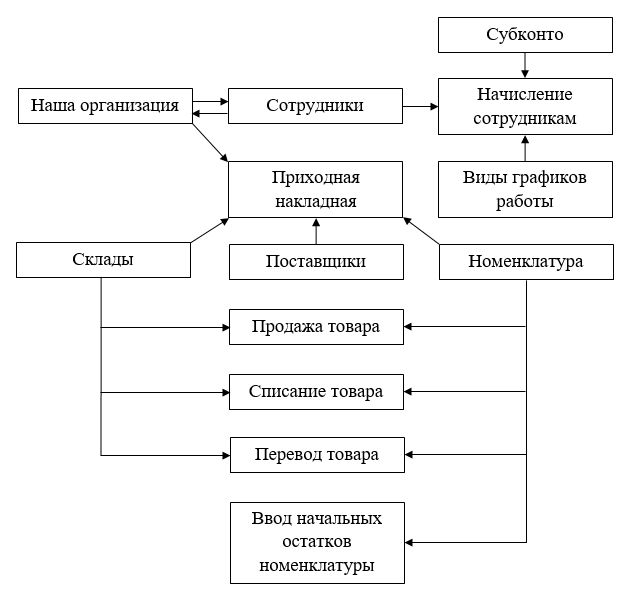 Субконто
Наша организация
Сотрудники
Начисление
сотрудникам
Приходная
накладная
Виды графиков
работы
Склады
Поставщики
Номенклатура
Продажа товара
Списание товара
Перевод товара
Ввод начальных
остатков
номенклатуры